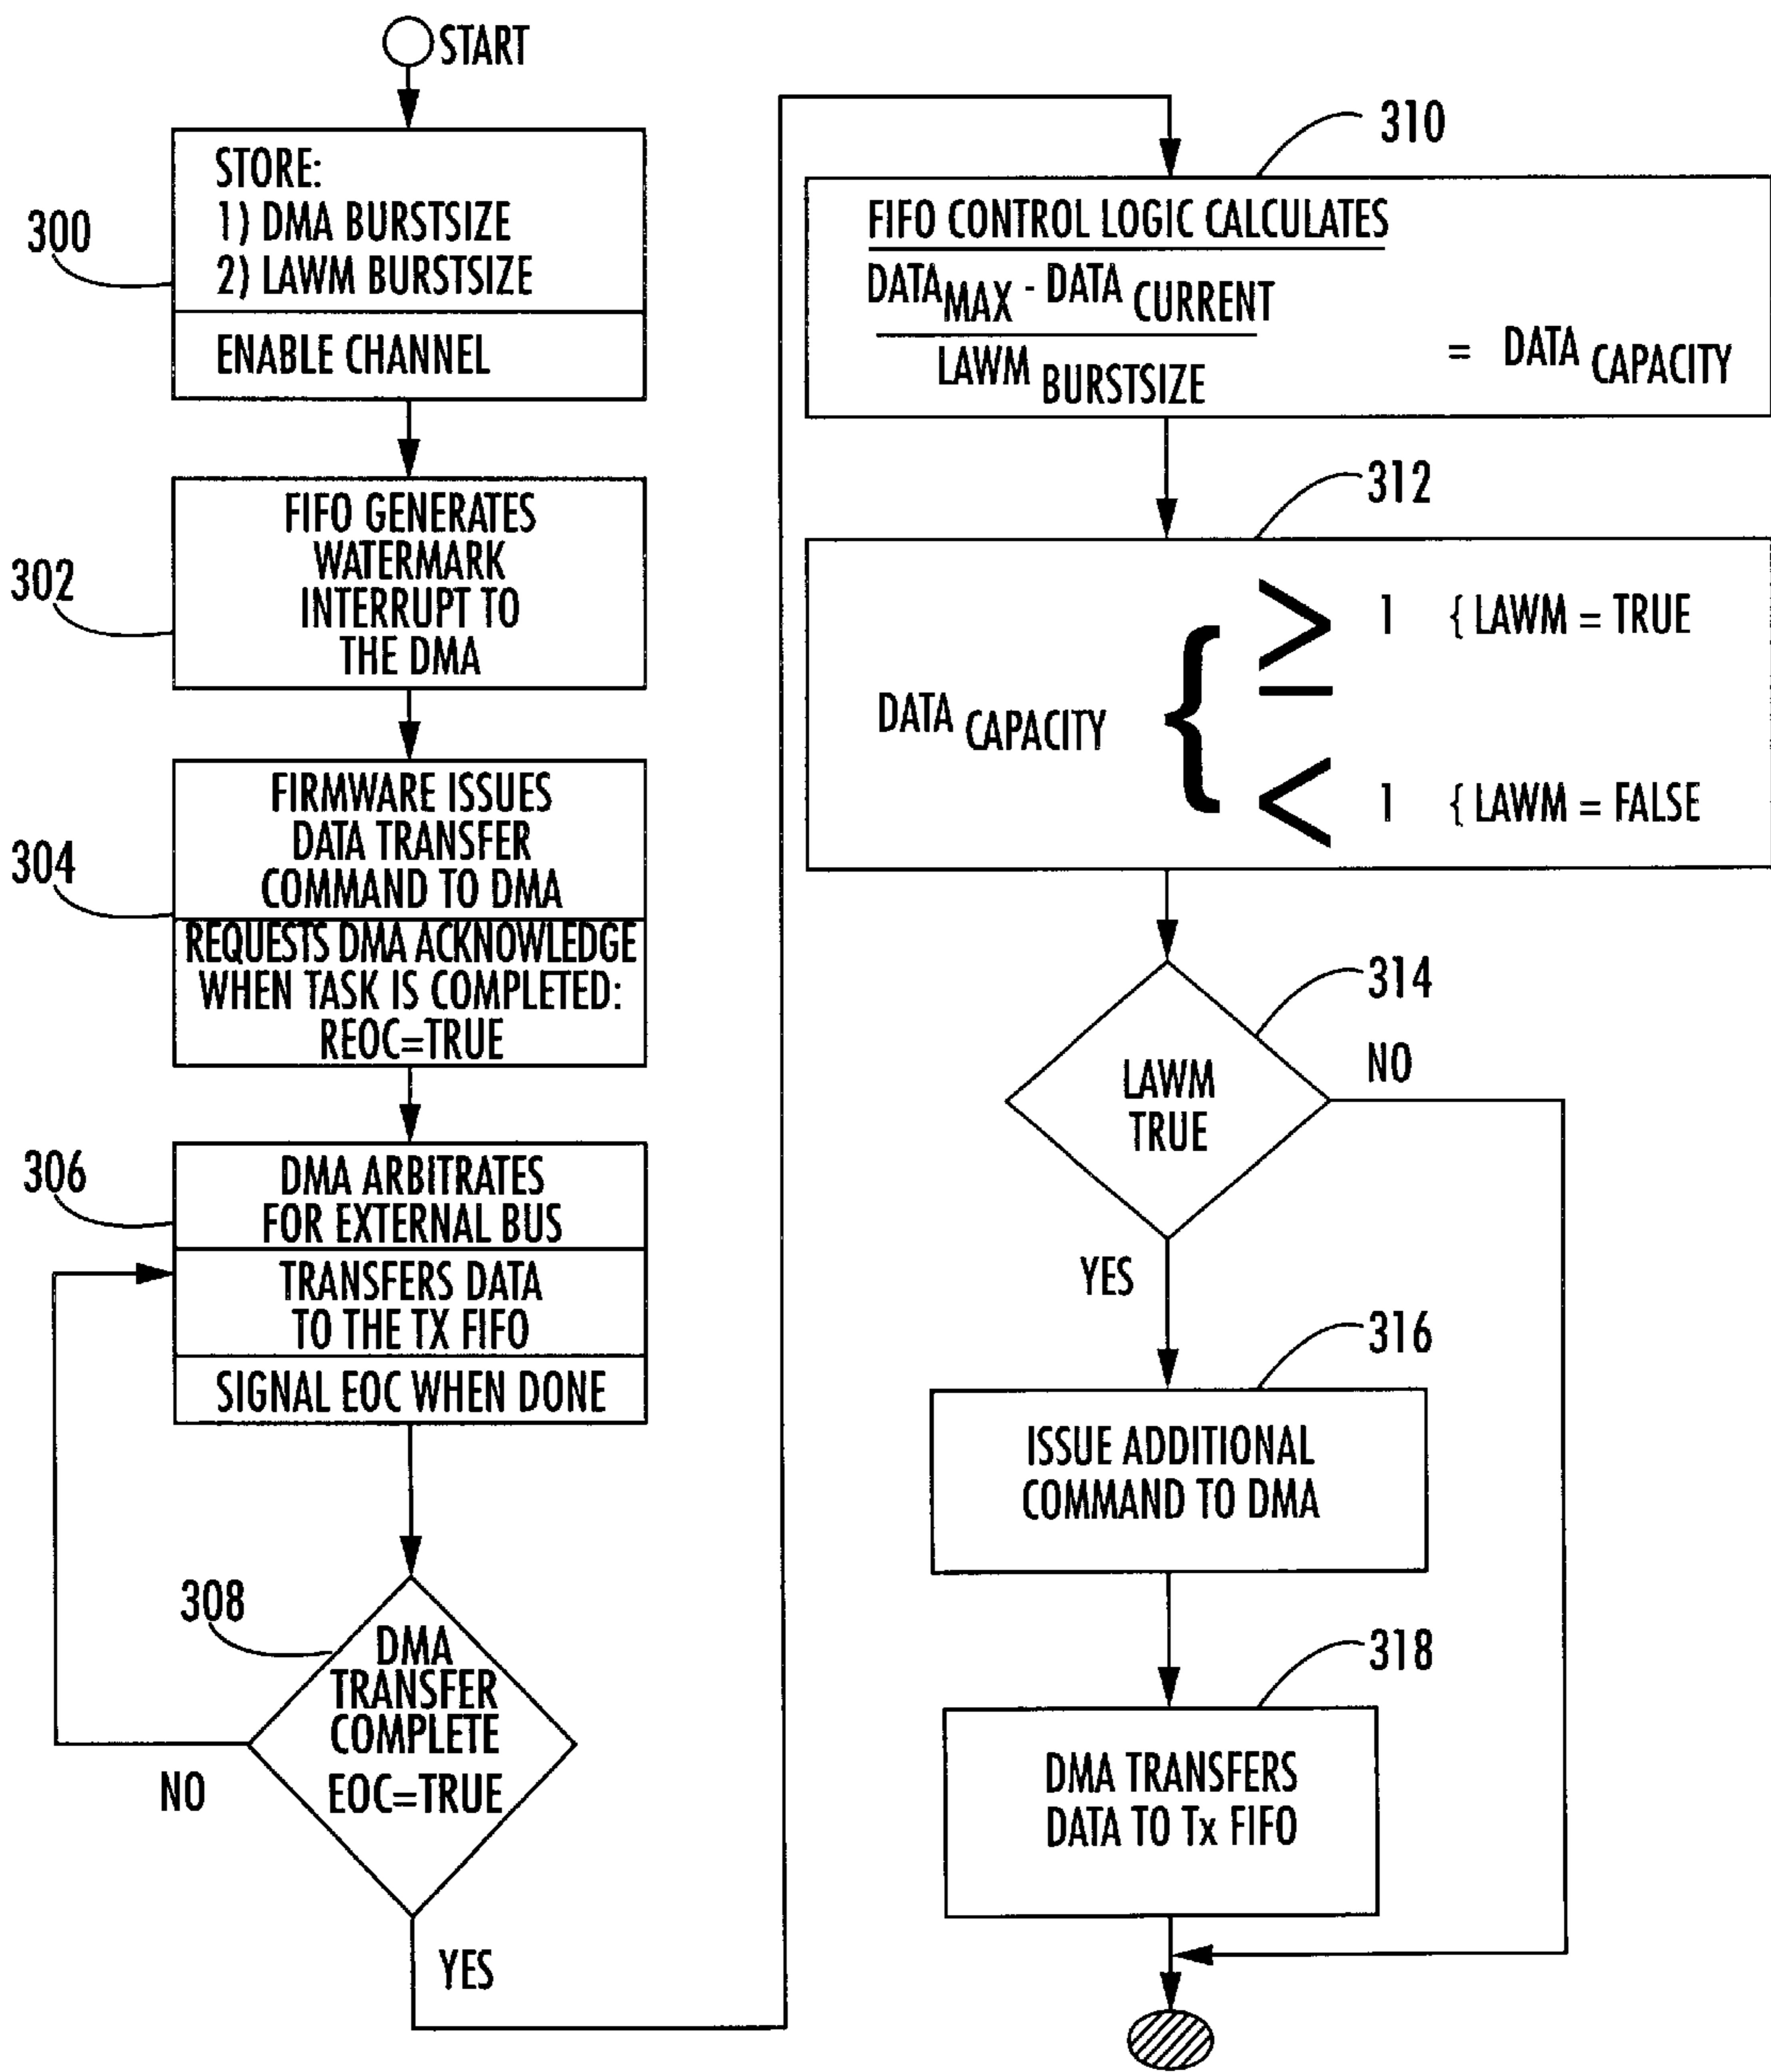 START
300
STORE:
1) DMA BURSTSIZE
2) LAWM BURSTSIZE
ENABLE CHANNEL
302
FIFO GENERATES
WATERMARK
INTERRUPT TO
THE DMA
304
FIRMWARE ISSUES
DATA TRANSFER
COMMAND TO DMA
REQUESTS DMA ACKNOWLEDGE
WHEN TASK IS COMPLETED:
REOC=TRUE
306
DMA ARBITRATES
FOR EXTERNAL BUS
TRANSFERS DATA
TO THE TX FIFO
SIGNAL EOC WHEN DONE
308
DMA
TRANSFER
COMPLETE
EOC=TRUE
NO
YES
310
FIFO CONTROL LOGIC CALCULATES
DATA MAX - DATA CURRENT
LAWM BURSTSIZE
= DATA CAPACITY
312
≥ 1 { LAWM = TRUE
DATA CAPACITY {
< 1 { LAWM = FALSE
314
LAWM
TRUE
NO
YES
316
ISSUE ADDITIONAL
COMMAND TO DMA
318
DMA TRANSFERS
DATA TO Tx FIFO